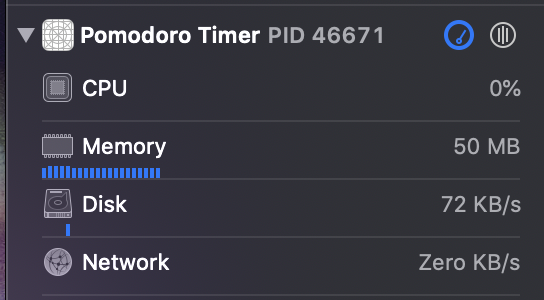 Pomodoro Timer PID 46671
CPU 0%
Memory 50 MB
Disk 72 KB/s
Network Zero KB/s